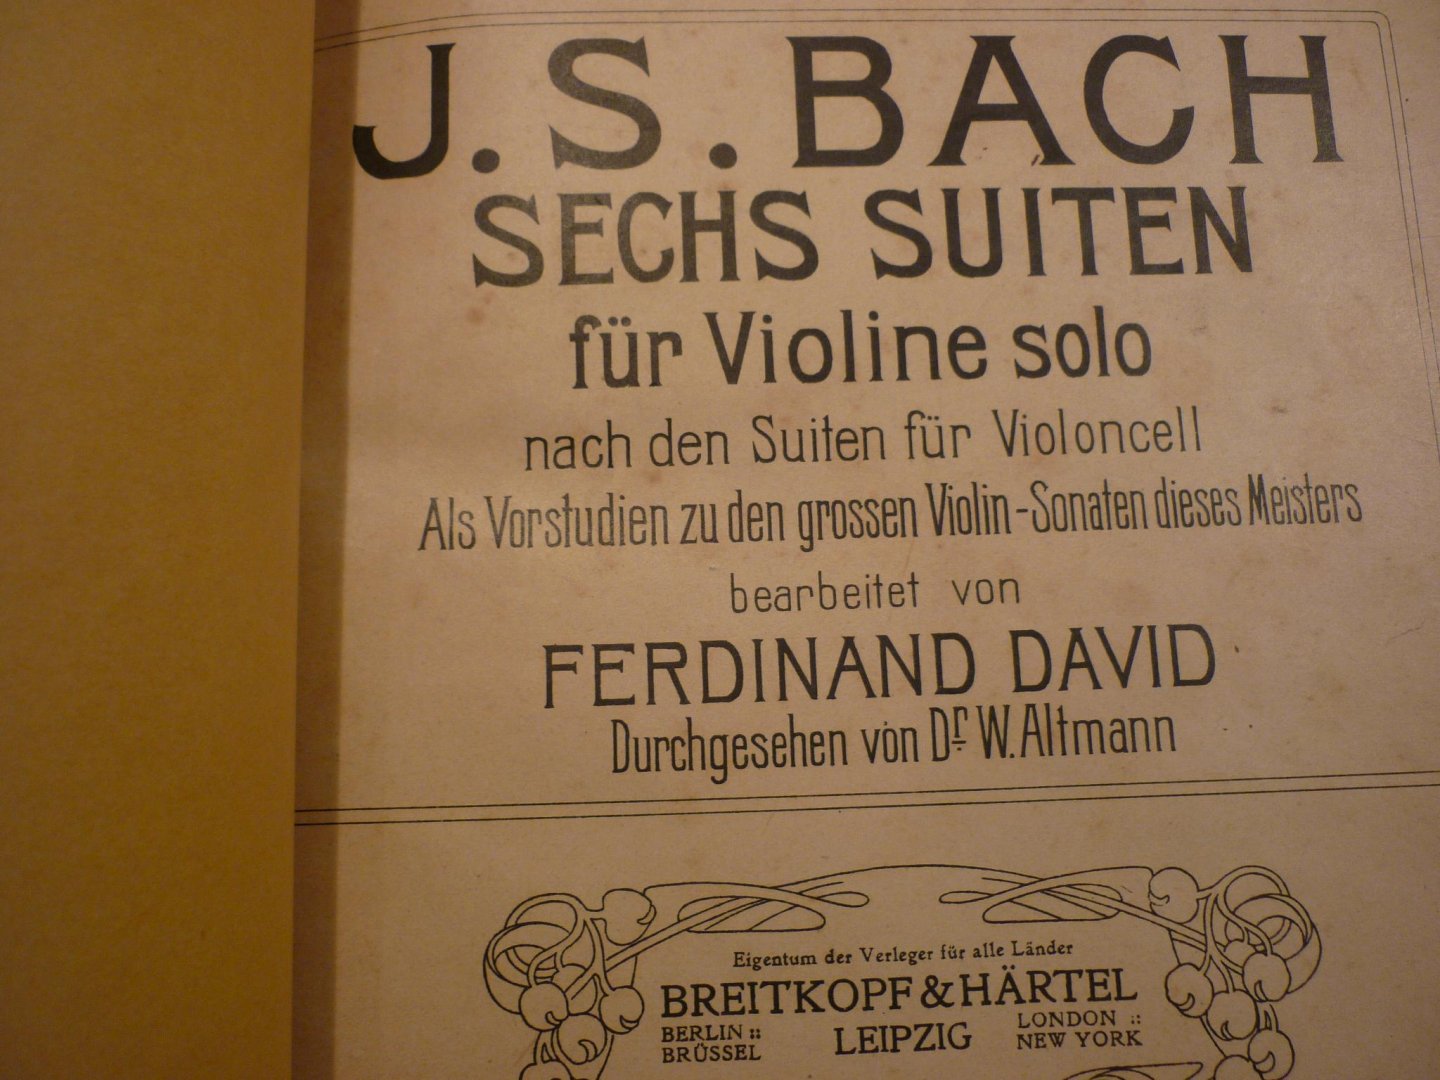 J. S. BACH
SECHS SUITEN
für Violine solo
nach den Suiten für Violoncell
Als Vorstudien zu den grossen Violin-Sonaten dieses Meisters
bearbeitet von
FERDINAND DAVID
Durchgesehen von Dr. W. Altmann
Eigentum der Verleger für alle Länder
BREITKOPF & HÄRTEL
BERLIN :: LEIPZIG LONDON ::
BRÜSSEL NEW YORK